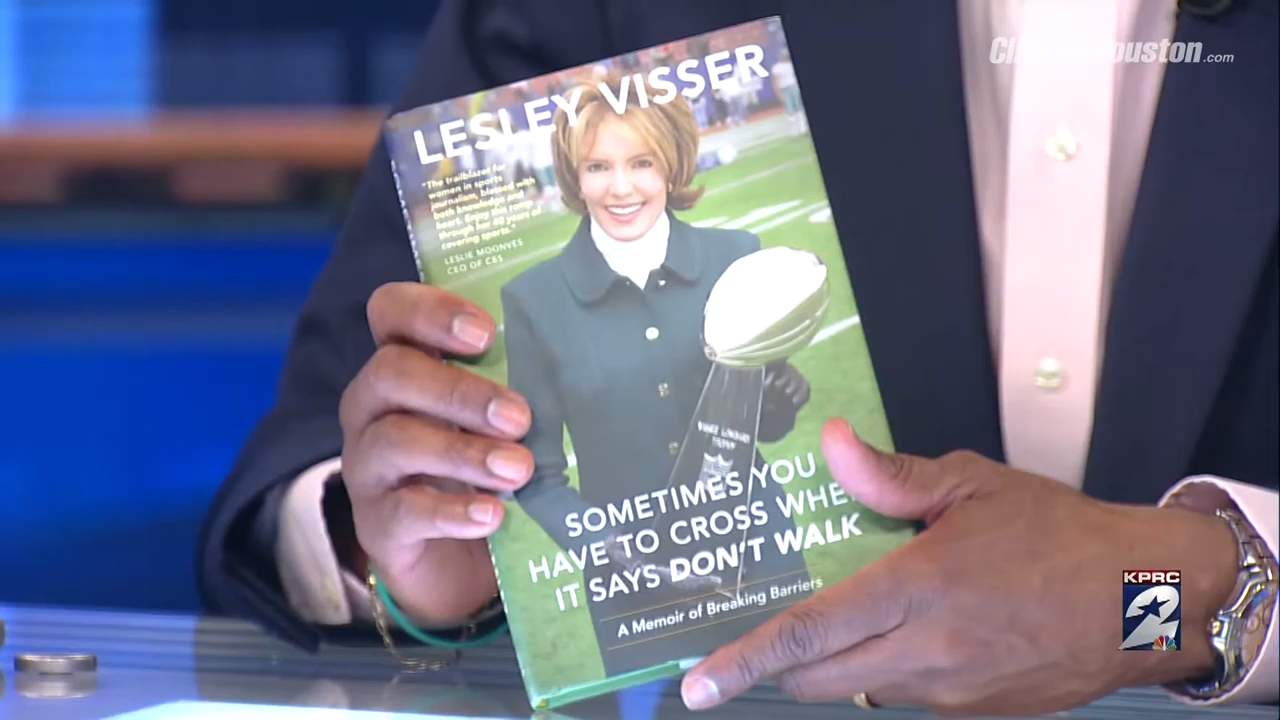 LESLEY VISSER
"The trailblazer for
women in sports
journalism, blessed with
both knowledge and
heart. Enjoy this romp
through her 40 years of
covering sports."
LESLIE MOONVES
CEO OF CBS
SOMETIMES YOU
HAVE TO CROSS
IT SAYS DON'T WALK
A Memoir of Breaking Barriers
.com
KPRC
2